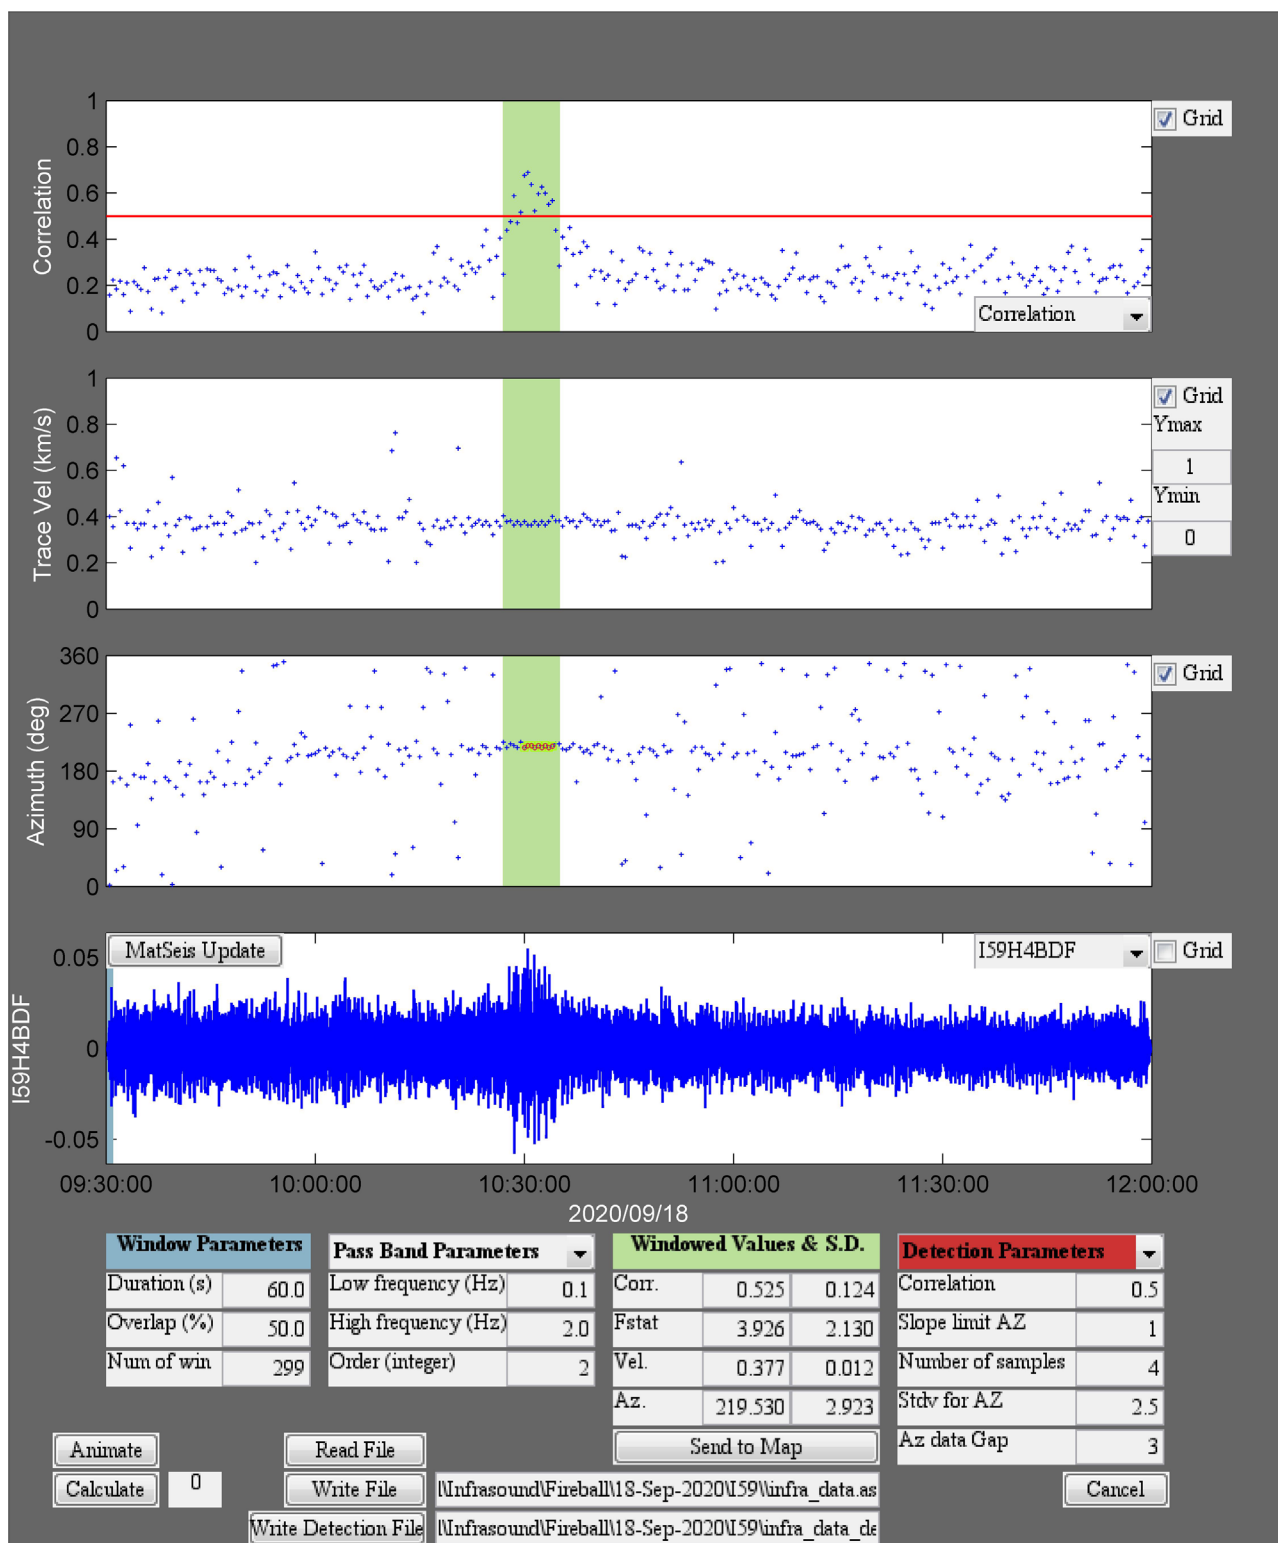 1
0.8
0.6
0.4
0.2
0
Correlation
Grid
Correlation
1
0.8
0.6
0.4
0.2
0
Trace Vel (km/s)
Grid
Ymax
1
Ymin
0
360
270
180
90
0
Azimuth (deg)
Grid
MatSeis Update
I59H4BDF
Grid
0.05
0
-0.05
I59H4BDF
09:30:00 10:00:00 10:30:00 11:00:00 11:30:00 12:00:00
2020/09/18
Window Parameters
Duration (s) 60.0
Overlap (%) 50.0
Num of win 299
Pass Band Parameters
Low frequency (Hz) 0.1
High frequency (Hz) 2.0
Order (integer) 2
Windowed Values & S.D.
Corr. 0.525 0.124
Fstat 3.926 2.130
Vel. 0.377 0.012
Az. 219.530 2.923
Send to Map
Detection Parameters
Correlation 0.5
Slope limit AZ 1
Number of samples 4
Stdv for AZ 2.5
Az data Gap 3
Animate
Read File
Calculate 0
Write File
l\Infrasound\Fireball\18-Sep-2020\I59\\infra_data.as
Cancel
Write Detection File
l\Infrasound\Fireball\18-Sep-2020\I59\infra_data_de